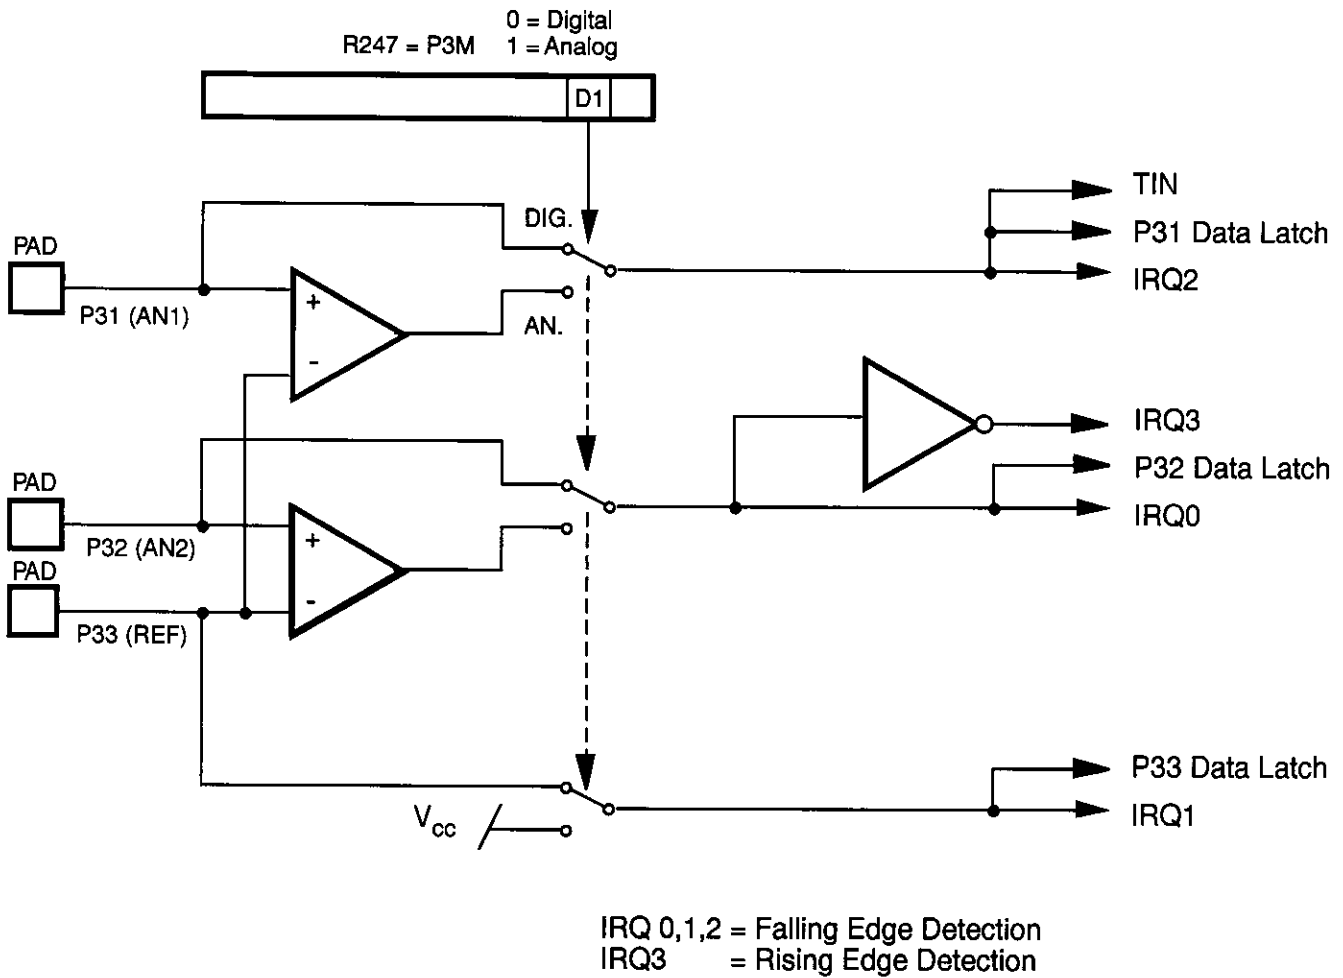 0 = Digital
R247 = P3M 1 = Analog
D1
TIN
DIG.
P31 Data Latch
PAD
IRQ2
+
P31 (AN1)
AN.
-
IRQ3
P32 Data Latch
PAD
IRQ0
+
P32 (AN2)
PAD
-
P33 (REF)
P33 Data Latch
VCC
IRQ1
IRQ 0,1,2 = Falling Edge Detection
IRQ3 = Rising Edge Detection